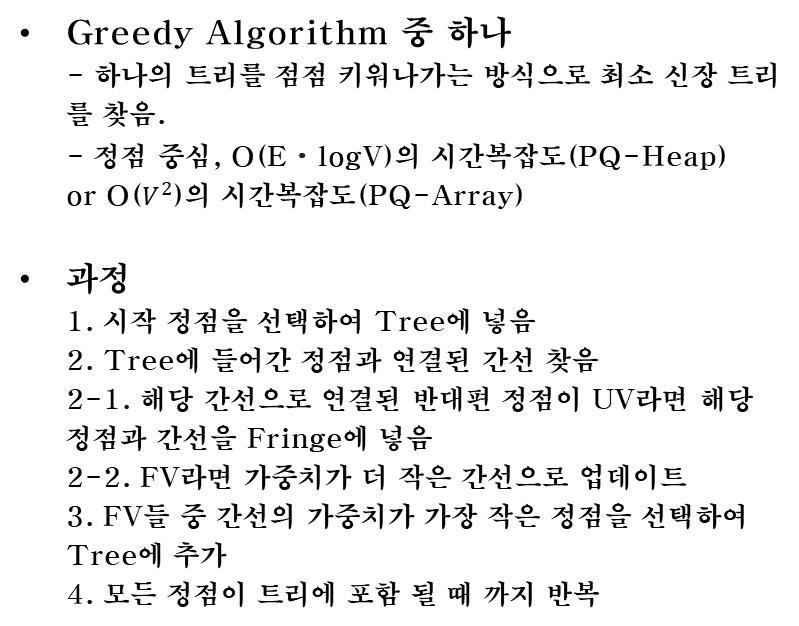 • Greedy Algorithm 중 하나
- 하나의 트리를 점점 키워나가는 방식으로 최소 신장 트리
를 찾음.
- 정점 중심, O(E・logV)의 시간복잡도(PQ-Heap)
or O(V²)의 시간복잡도(PQ-Array)
• 과정
1. 시작 정점을 선택하여 Tree에 넣음
2. Tree에 들어간 정점과 연결된 간선 찾음
2-1. 해당 간선으로 연결된 반대편 정점이 UV라면 해당
정점과 간선을 Fringe에 넣음
2-2. FV라면 가중치가 더 작은 간선으로 업데이트
3. FV들 중 간선의 가중치가 가장 작은 정점을 선택하여
Tree에 추가
4. 모든 정점이 트리에 포함 될 때 까지 반복